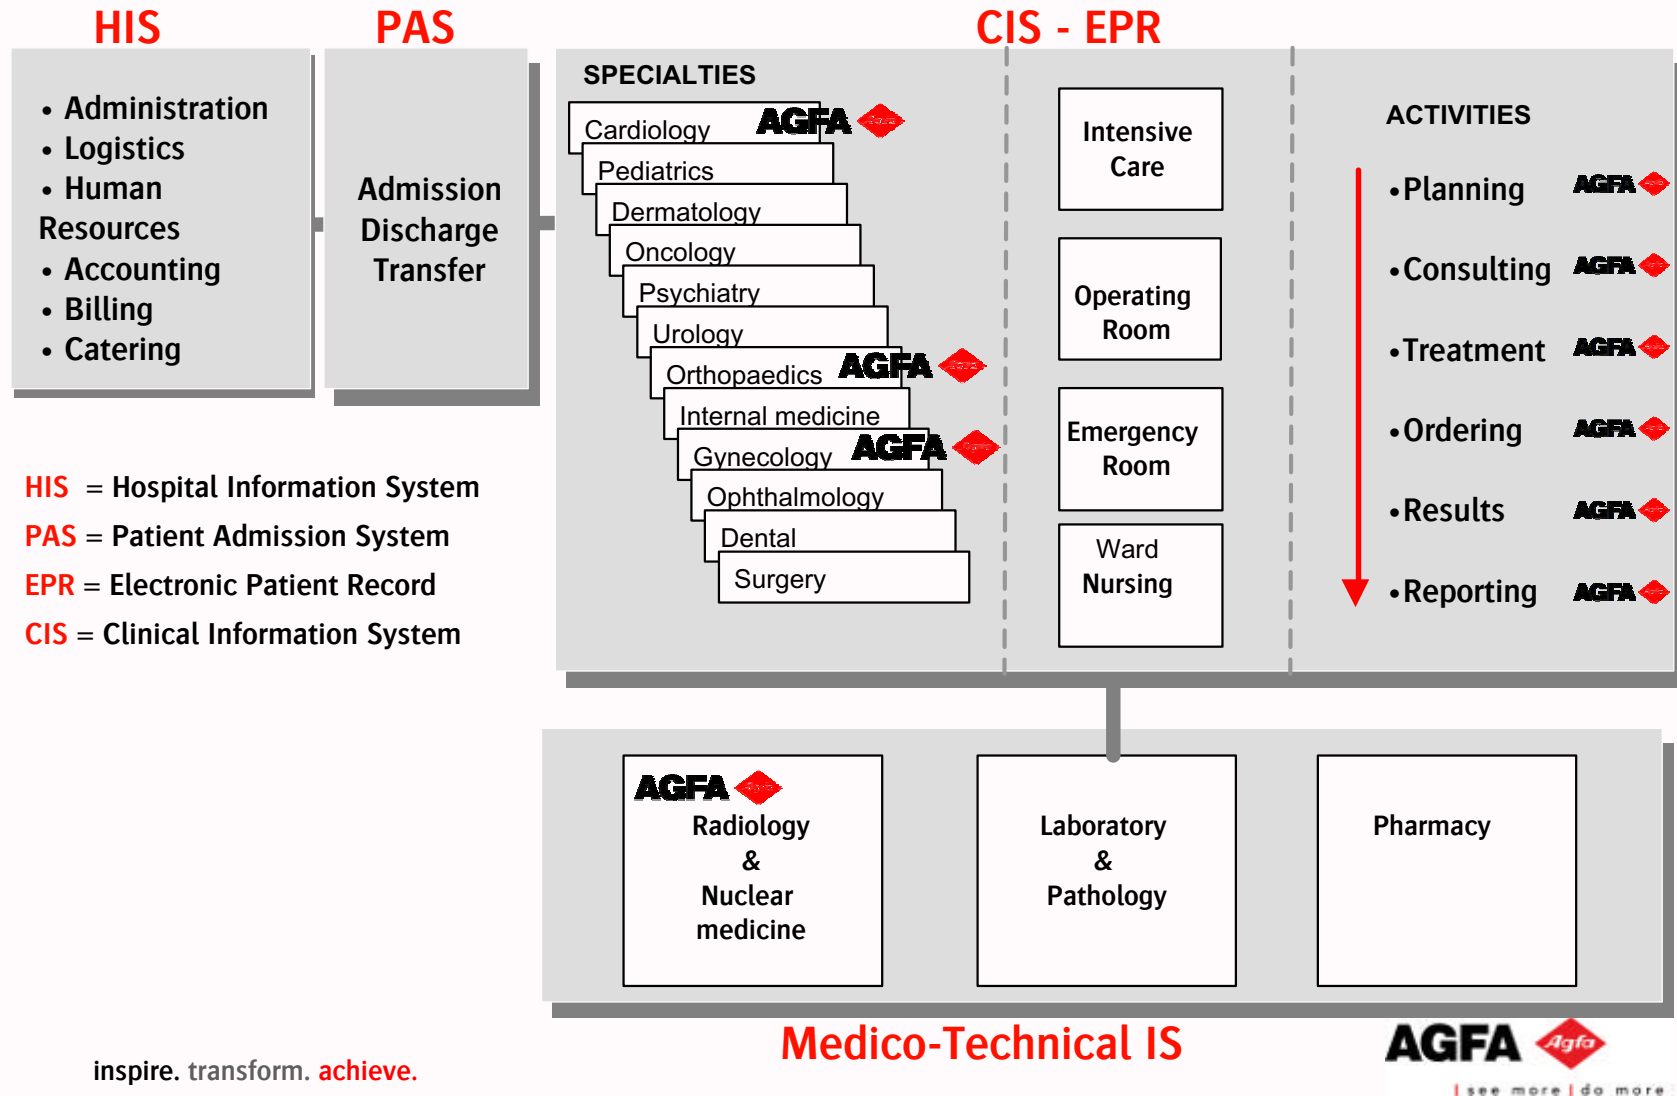 HIS
PAS
CIS - EPR
• Administration
• Logistics
• Human
Resources
• Accounting
• Billing
• Catering
Admission
Discharge
Transfer
SPECIALTIES
Cardiology
AGFA
Pediatrics
Dermatology
Oncology
Psychiatry
Urology
Orthopaedics
AGFA
Internal medicine
Gynecology
AGFA
Ophthalmology
Dental
Surgery
Intensive
Care
Operating
Room
Emergency
Room
Ward
Nursing
ACTIVITIES
•Planning AGFA
•Consulting AGFA
•Treatment AGFA
•Ordering AGFA
•Results AGFA
•Reporting AGFA
HIS = Hospital Information System
PAS = Patient Admission System
EPR = Electronic Patient Record
CIS = Clinical Information System
AGFA
Radiology
&
Nuclear
medicine
Laboratory
&
Pathology
Pharmacy
Medico-Technical IS
inspire. transform. achieve.
AGFA Agfa
| see more | do more